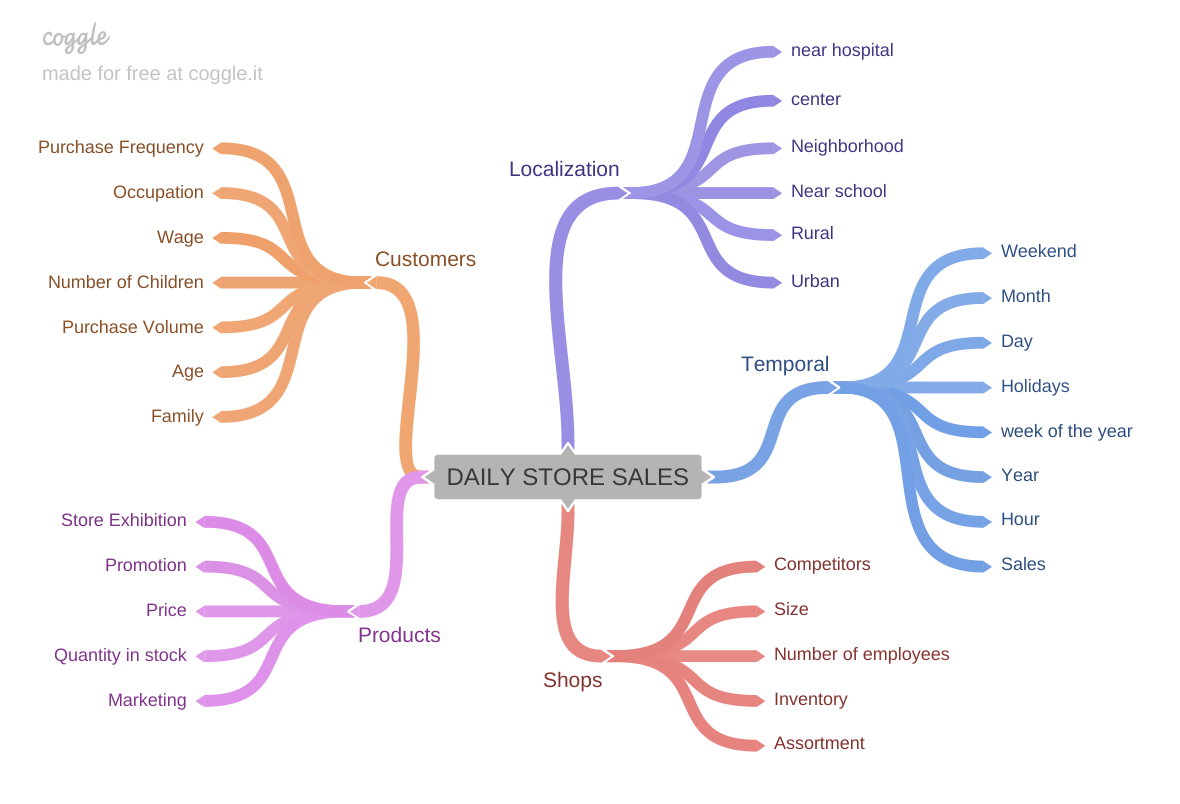 coggle
made for free at coggle.it
near hospital
center
Neighborhood
Near school
Rural
Urban
Localization
Purchase Frequency
Occupation
Wage
Number of Children
Purchase Volume
Age
Family
Customers
Weekend
Month
Day
Holidays
week of the year
Year
Hour
Sales
Temporal
DAILY STORE SALES
Store Exhibition
Promotion
Price
Quantity in stock
Marketing
Products
Competitors
Size
Number of employees
Inventory
Assortment
Shops